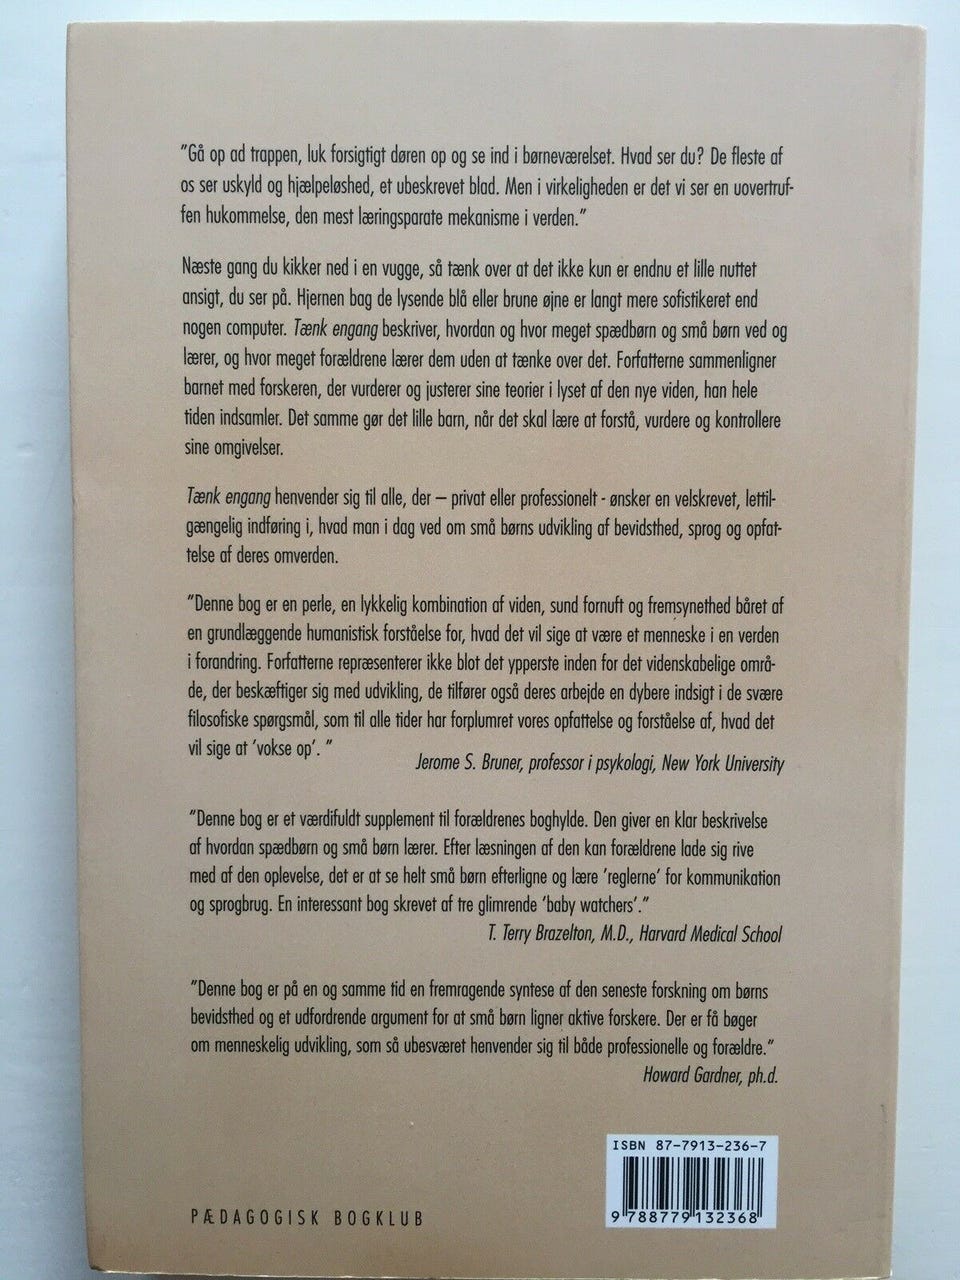 ”Gå op ad trappen, luk forsigtigt døren op og se ind i børneværelset. Hvad ser du? De fleste af
os ser uskyld og hjælpeløshed, et ubeskrevet blad. Men i virkeligheden er det vi ser en uovertruf-
fen hukommelse, den mest læringsparate mekanisme i verden.”
Næste gang du kikker ned i en vugge, så tænk over at det ikke kun er endnu et lille nuttet
ansigt, du ser på. Hjernen bag de lysende blå eller brune øjne er langt mere sofistikeret end
nogen computer. Tænk engang beskriver, hvordan og hvor meget spædbørn og små børn ved og
lærer, og hvor meget forældrene lærer dem uden at tænke over det. Forfatterne sammenligner
barnet med forskeren, der vurderer og justerer sine teorier i lyset af den nye viden, han hele
tiden indsamler. Det samme gør det lille barn, når det skal lære at forstå, vurdere og kontrollere
sine omgivelser.
Tænk engang henvender sig til alle, der – privat eller professionelt - ønsker en velskrevet, lettil-
gængelig indføring i, hvad man i dag ved om små børns udvikling af bevidsthed, sprog og opfat-
telse af deres omverden.
”Denne bog er en perle, en lykkelig kombination af viden, sund fornuft og fremsynethed båret af
en grundlæggende humanistisk forståelse for, hvad det vil sige at være et menneske i en verden
i forandring. Forfatterne repræsenterer ikke blot det ypperste inden for det videnskabelige områ-
de, der beskæftiger sig med udvikling, de tilfører også deres arbejde en dybere indsigt i de svære
filosofiske spørgsmål, som til alle tider har forplumret vores opfattelse og forståelse af, hvad det
vil sige at ’vokse op’. ”
Jerome S. Bruner, professor i psykologi, New York University
”Denne bog er et værdifuldt supplement til forældrenes boghylde. Den giver en klar beskrivelse
af hvordan spædbørn og små børn lærer. Efter læsningen af den kan forældrene lade sig rive
med af den oplevelse, det er at se helt små børn efterligne og lære ’reglerne’ for kommunikation
og sprogbrug. En interessant bog skrevet af tre glimrende ’baby watchers’.”
T. Terry Brazelton, M.D., Harvard Medical School
”Denne bog er på en og samme tid en fremragende syntese af den seneste forskning om børns
bevidsthed og et udfordrende argument for at små børn ligner aktive forskere. Der er få bøger
om menneskelig udvikling, som så ubesværet henvender sig til både professionelle og forældre.”
Howard Gardner, ph.d.
ISBN 87-7913-236-7
9 788779 132368
PÆDAGOGISK BOGKLUB